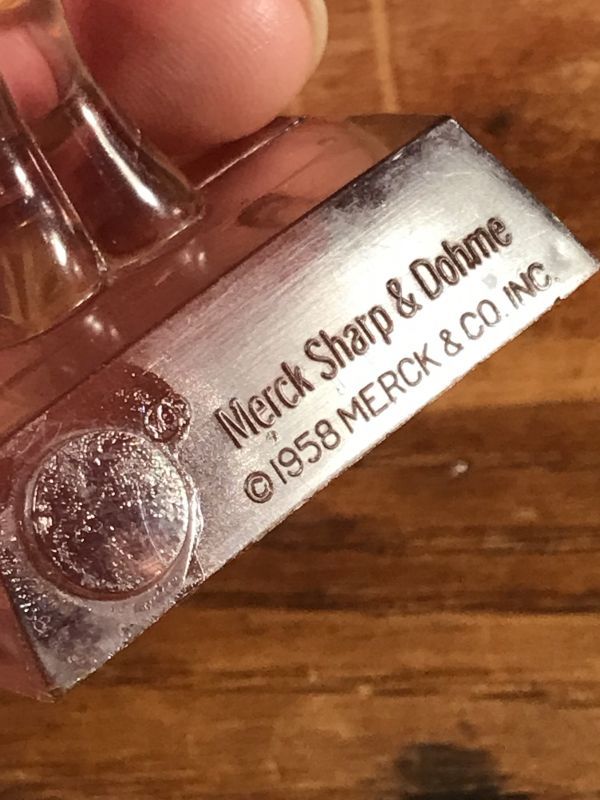 Merck Sharp & Dohme
©1958 MERCK & CO. INC.